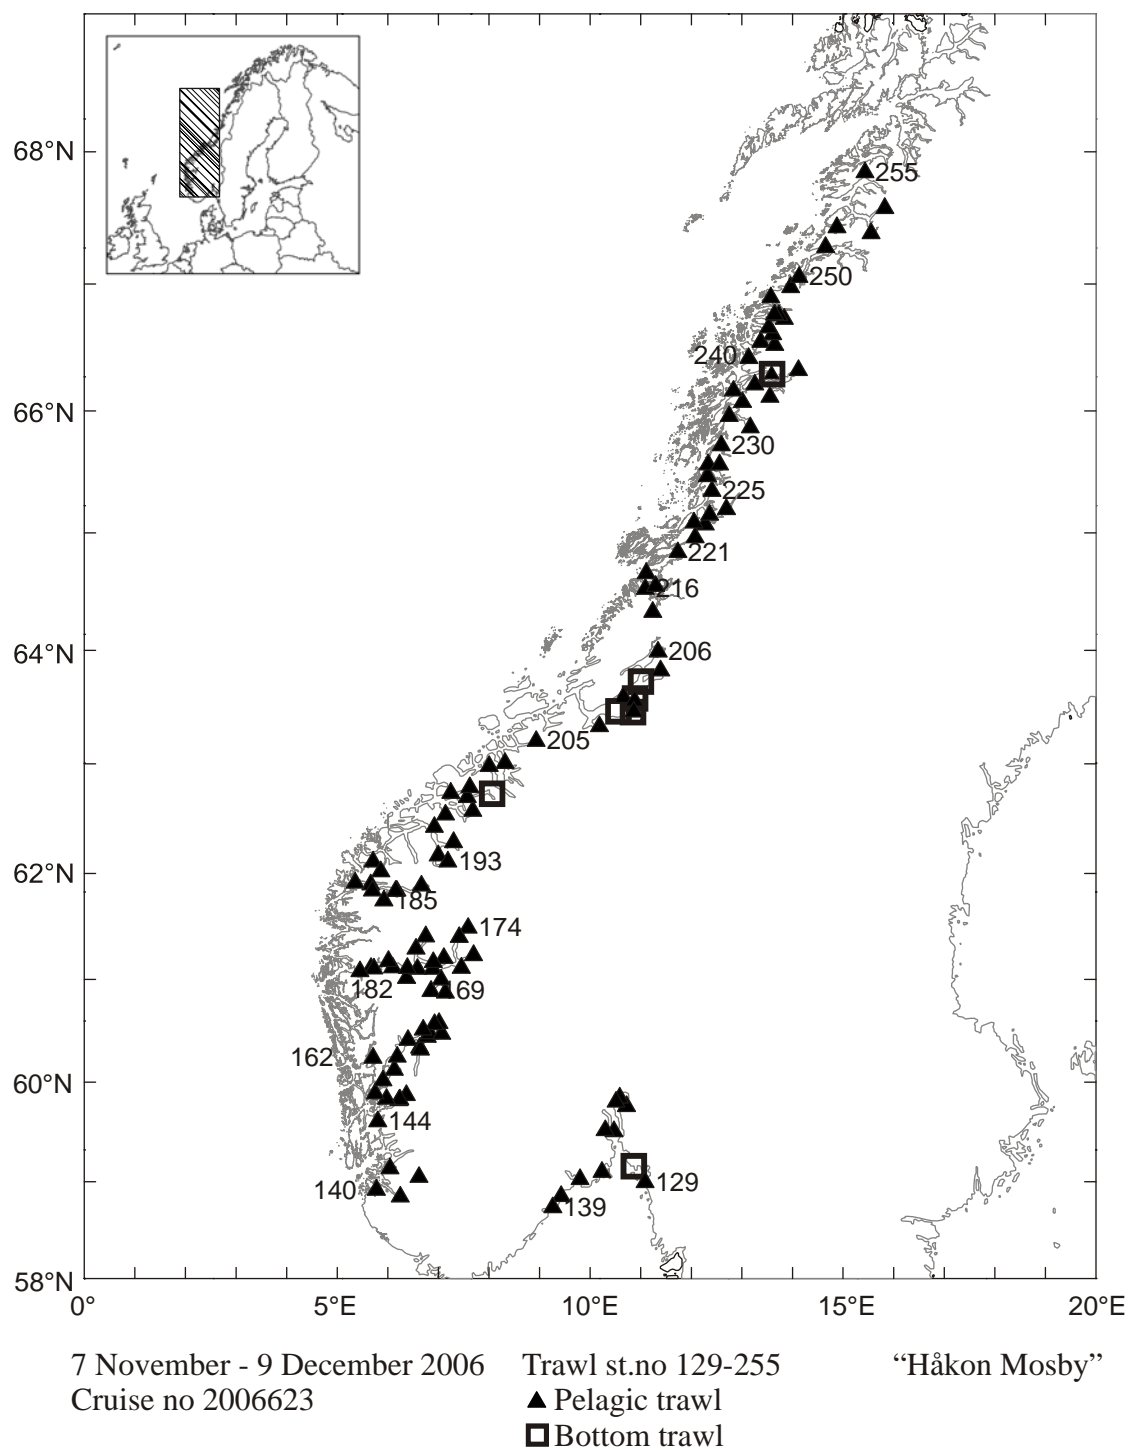 68°N
255
250
240
66°N
230
225
221
216
64°N
206
205
193
62°N
185
174
182
69
162
60°N
144
140
129
139
58°N
0°
5°E
10°E
15°E
20°E
7 November - 9 December 2006 Trawl st.no 129-255 “Håkon Mosby”
Cruise no 2006623
Pelagic trawl
Bottom trawl